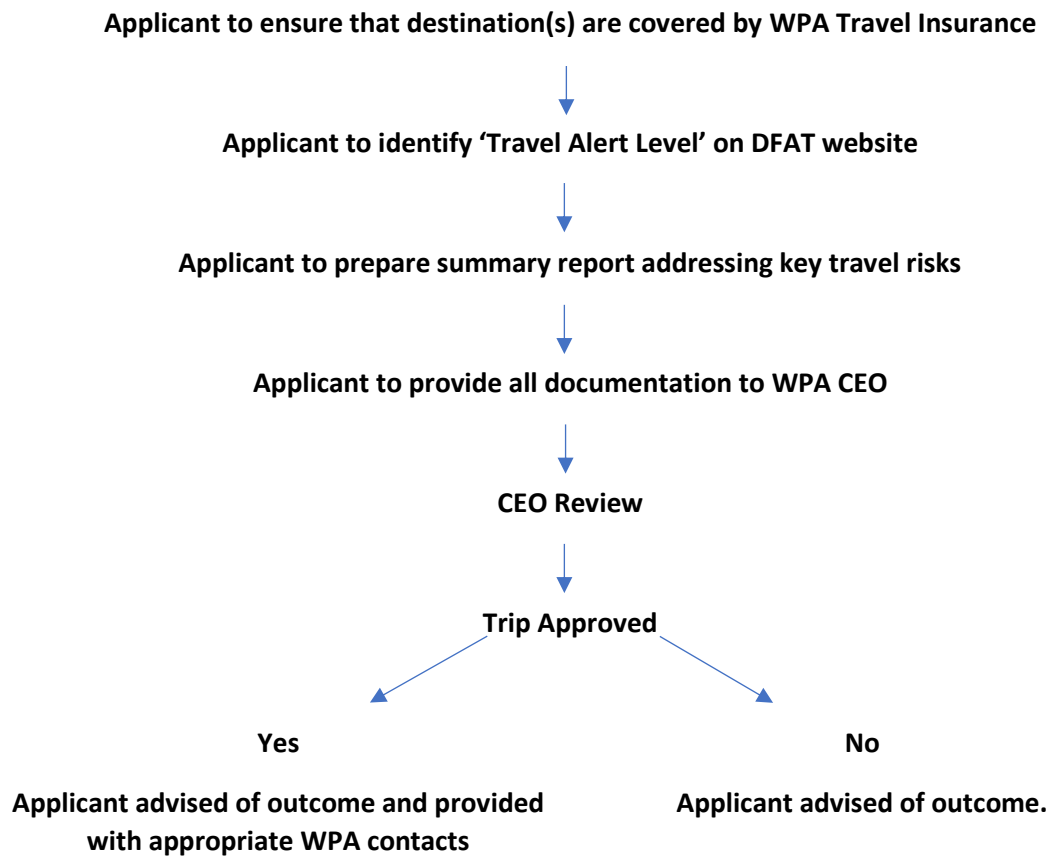 Applicant to ensure that destination(s) are covered by WPA Travel Insurance
Applicant to identify ‘Travel Alert Level’ on DFAT website
Applicant to prepare summary report addressing key travel risks
Applicant to provide all documentation to WPA CEO
CEO Review
Trip Approved
Yes
Applicant advised of outcome and provided
with appropriate WPA contacts
No
Applicant advised of outcome.